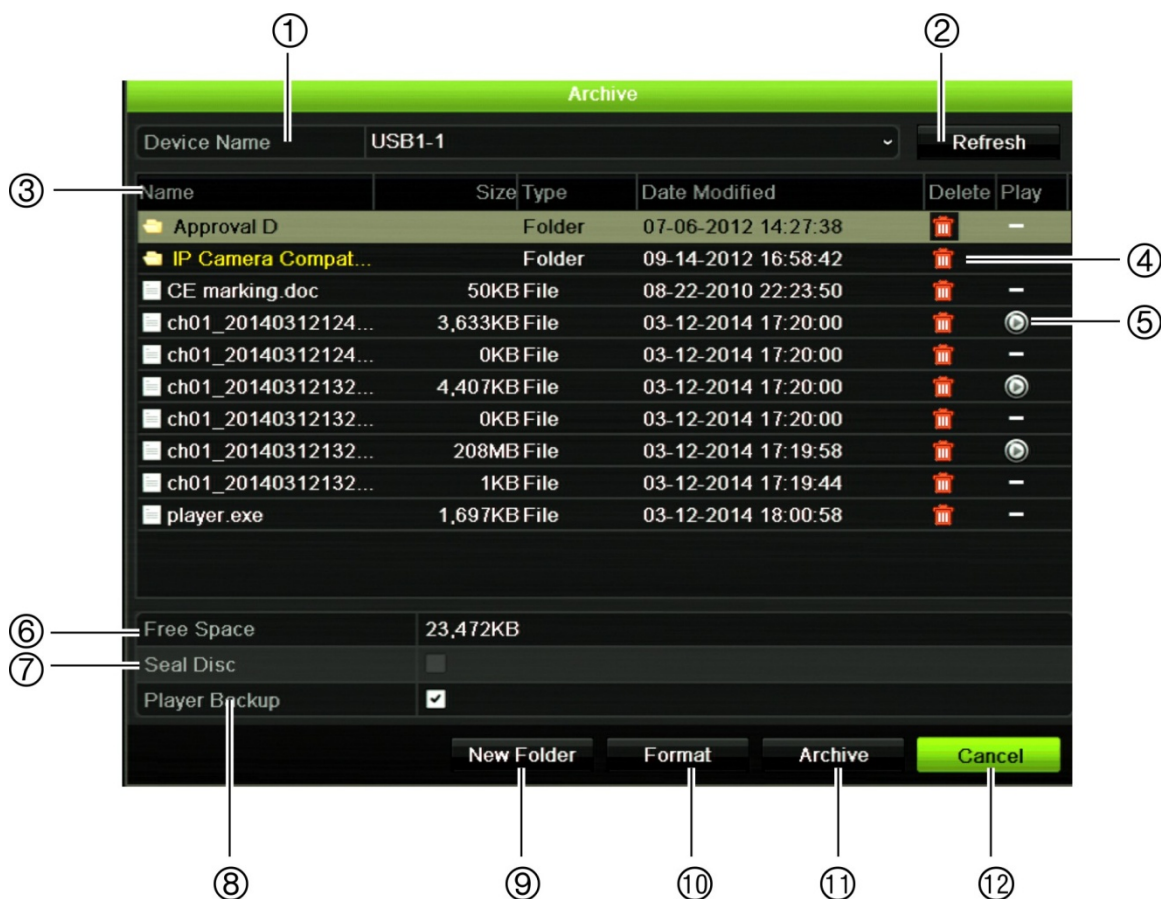 ① ②
Archive
Device Name USB1-1 Refresh
③ Name Size Type Date Modified Delete Play
Approval D Folder 07-06-2012 14:27:38 –
IP Camera Compat... Folder 09-14-2012 16:58:42 ④
CE marking.doc 50KB File 08-22-2010 22:23:50 –
ch01_20140312124... 3,633KB File 03-12-2014 17:20:00 ⑤
ch01_20140312124... 0KB File 03-12-2014 17:20:00 –
ch01_20140312132... 4,407KB File 03-12-2014 17:20:00
ch01_20140312132... 0KB File 03-12-2014 17:20:00 –
ch01_20140312132... 208MB File 03-12-2014 17:19:58
ch01_20140312132... 1KB File 03-12-2014 17:19:44 –
player.exe 1,697KB File 03-12-2014 18:00:58 –
⑥ Free Space 23,472KB
⑦ Seal Disc
Player Backup
New Folder Format Archive Cancel
⑧ ⑨ ⑩ ⑪ ⑫